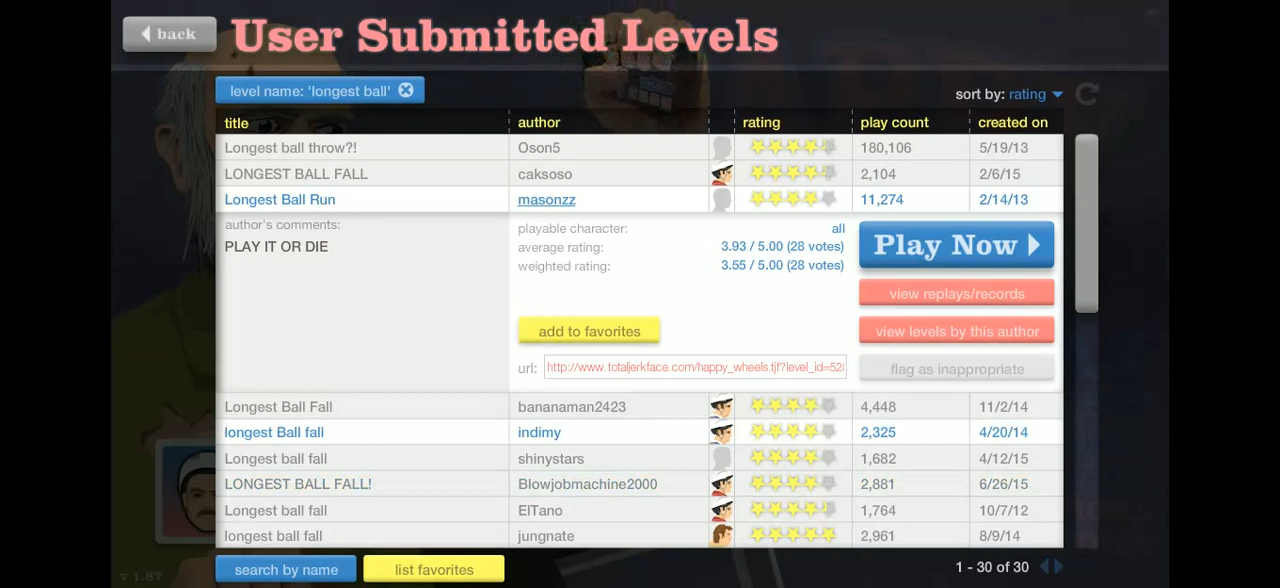 back
User Submitted Levels
level name: 'longest ball'
sort by: rating
title author rating play count created on
Longest ball throw?! Oson5 180,106 5/19/13
LONGEST BALL FALL caksoso 2,104 2/6/15
Longest Ball Run masonzz 11,274 2/14/13
author's comments:
PLAY IT OR DIE
playable character: all
average rating: 3.93 / 5.00 (28 votes)
weighted rating: 3.55 / 5.00 (28 votes)
add to favorites
url: http://www.totaljerkface.com/happy_wheels.tjf?level_id=52
Play Now
view replays/records
view levels by this author
flag as inappropriate
Longest Ball Fall bananaman2423 4,448 11/2/14
longest Ball fall indimy 2,325 4/20/14
Longest ball fall shinystars 1,682 4/12/15
LONGEST BALL FALL! Blowjobmachine2000 2,881 6/26/15
Longest ball fall ElTano 1,764 10/7/12
longest ball fall jungnate 2,961 8/9/14
search by name
list favorites
1 - 30 of 30
v 1.87